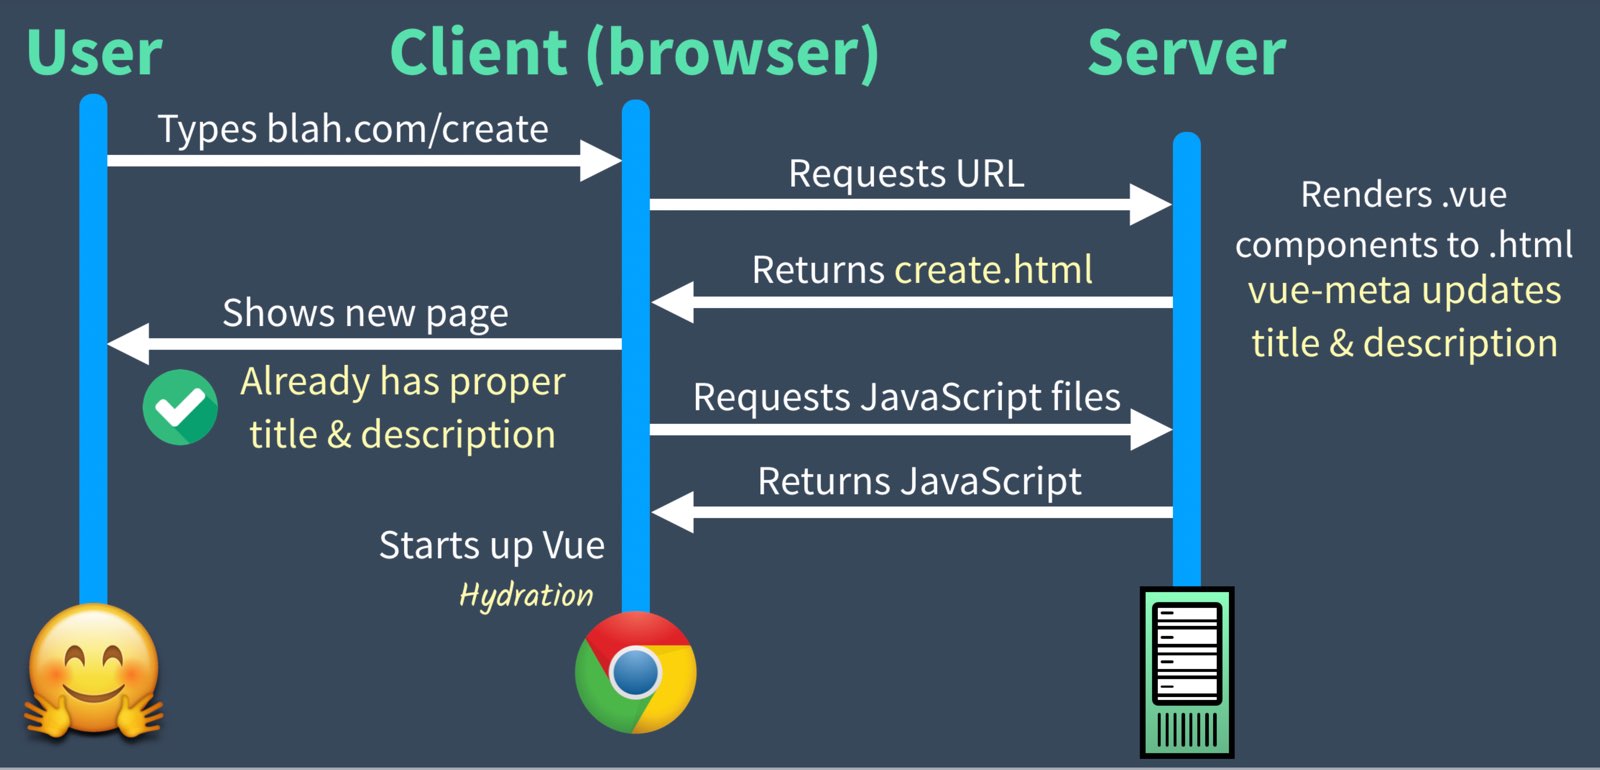 User
Client (browser)
Server
Types blah.com/create
Requests URL
Renders .vue
components to .html
vue-meta updates
title & description
Returns create.html
Shows new page
Already has proper
title & description
Requests JavaScript files
Returns JavaScript
Starts up Vue
Hydration